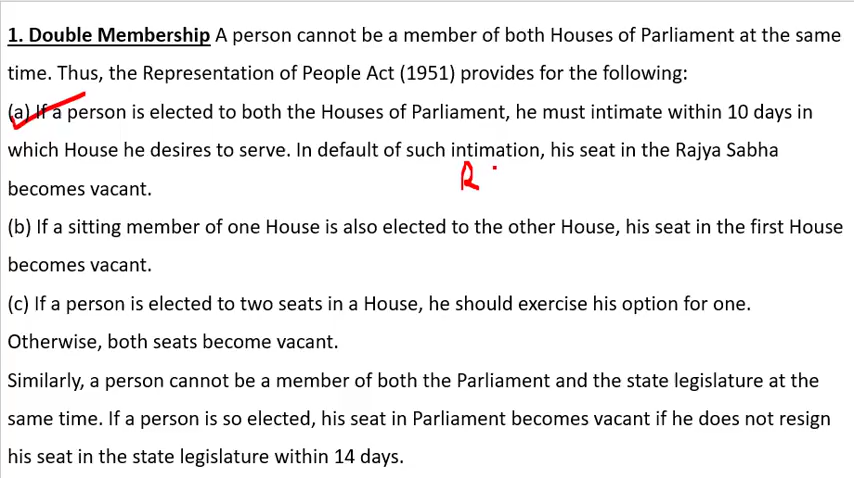 1. Double Membership A person cannot be a member of both Houses of Parliament at the same
time. Thus, the Representation of People Act (1951) provides for the following:
(a) If a person is elected to both the Houses of Parliament, he must intimate within 10 days in
which House he desires to serve. In default of such intimation, his seat in the Rajya Sabha
R
becomes vacant.
(b) If a sitting member of one House is also elected to the other House, his seat in the first House
becomes vacant.
(c) If a person is elected to two seats in a House, he should exercise his option for one.
Otherwise, both seats become vacant.
Similarly, a person cannot be a member of both the Parliament and the state legislature at the
same time. If a person is so elected, his seat in Parliament becomes vacant if he does not resign
his seat in the state legislature within 14 days.